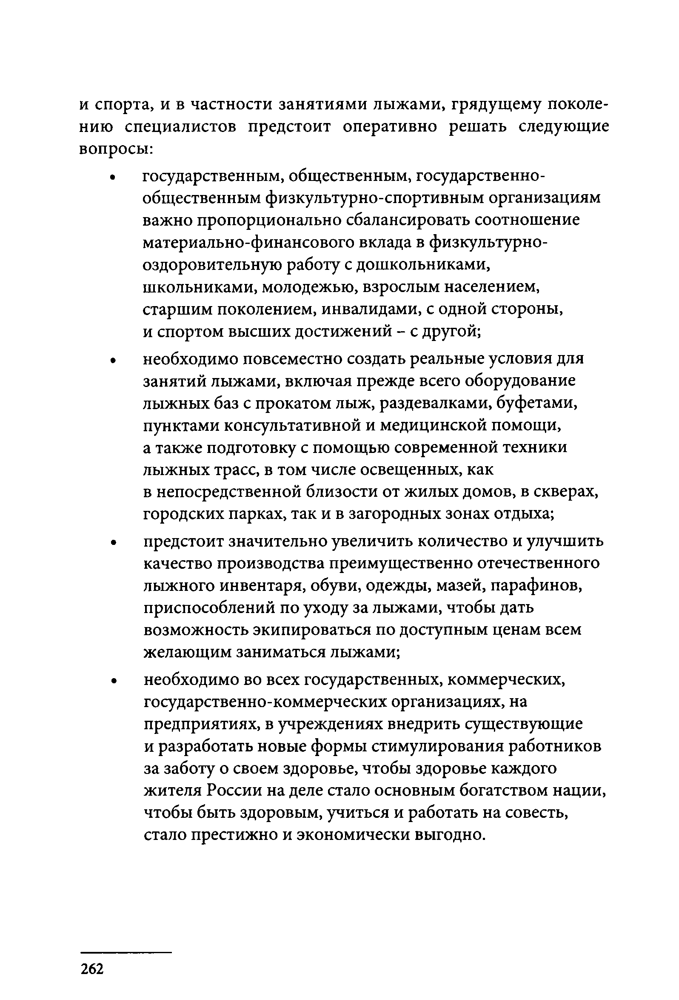 и спорта, и в частности занятиями лыжами, грядущему поколе-
нию специалистов предстоит оперативно решать следующие
вопросы:
• государственным, общественным, государственно-
общественным физкультурно-спортивным организациям
важно пропорционально сбалансировать соотношение
материально-финансового вклада в физкультурно-
оздоровительную работу с дошкольниками,
школьниками, молодежью, взрослым населением,
старшим поколением, инвалидами, с одной стороны,
и спортом высших достижений – с другой;
• необходимо повсеместно создать реальные условия для
занятий лыжами, включая прежде всего оборудование
лыжных баз с прокатом лыж, раздевалками, буфетами,
пунктами консультативной и медицинской помощи,
а также подготовку с помощью современной техники
лыжных трасс, в том числе освещенных, как
в непосредственной близости от жилых домов, в скверах,
городских парках, так и в загородных зонах отдыха;
• предстоит значительно увеличить количество и улучшить
качество производства преимущественно отечественного
лыжного инвентаря, обуви, одежды, мазей, парафинов,
приспособлений по уходу за лыжами, чтобы дать
возможность экипироваться по доступным ценам всем
желающим заниматься лыжами;
• необходимо во всех государственных, коммерческих,
государственно-коммерческих организациях, на
предприятиях, в учреждениях внедрить существующие
и разработать новые формы стимулирования работников
за заботу о своем здоровье, чтобы здоровье каждого
жителя России на деле стало основным богатством нации,
чтобы быть здоровым, учиться и работать на совесть,
стало престижно и экономически выгодно.
262